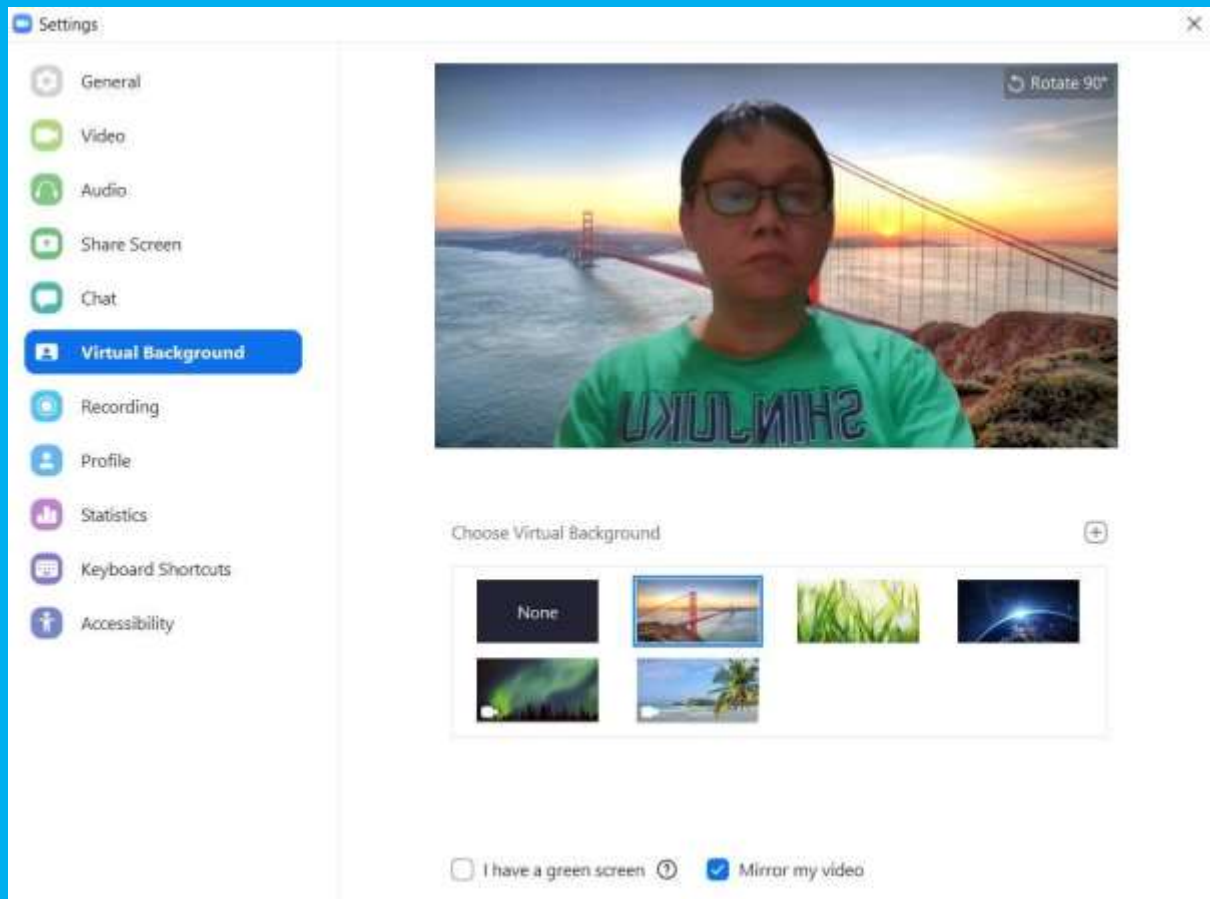 Settings
General
Video
Audio
Share Screen
Chat
Virtual Background
Recording
Profile
Statistics
Keyboard Shortcuts
Accessibility
Rotate 90°
SHINJUKU
Choose Virtual Background
None
I have a green screen
Mirror my video